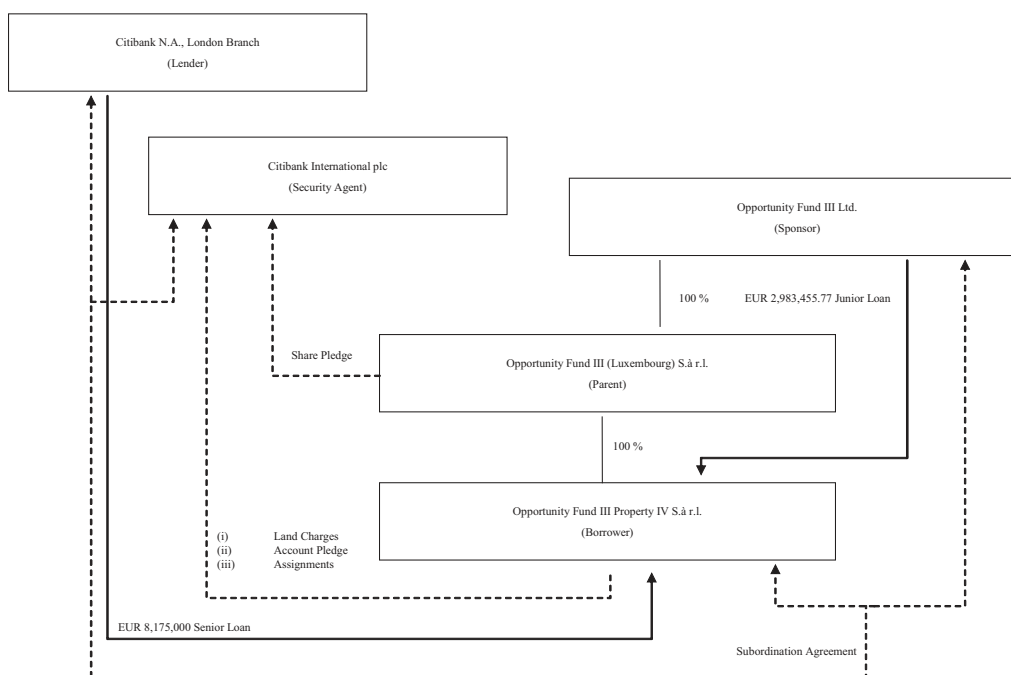 Citibank N.A., London Branch
(Lender)
Citibank International plc
(Security Agent)
Opportunity Fund III Ltd.
(Sponsor)
100 %
EUR 2,983,455.77 Junior Loan
Share Pledge
Opportunity Fund III (Luxembourg) S.à r.l.
(Parent)
100 %
Opportunity Fund III Property IV S.à r.l.
(Borrower)
(i) Land Charges
(ii) Account Pledge
(iii) Assignments
EUR 8,175,000 Senior Loan
Subordination Agreement